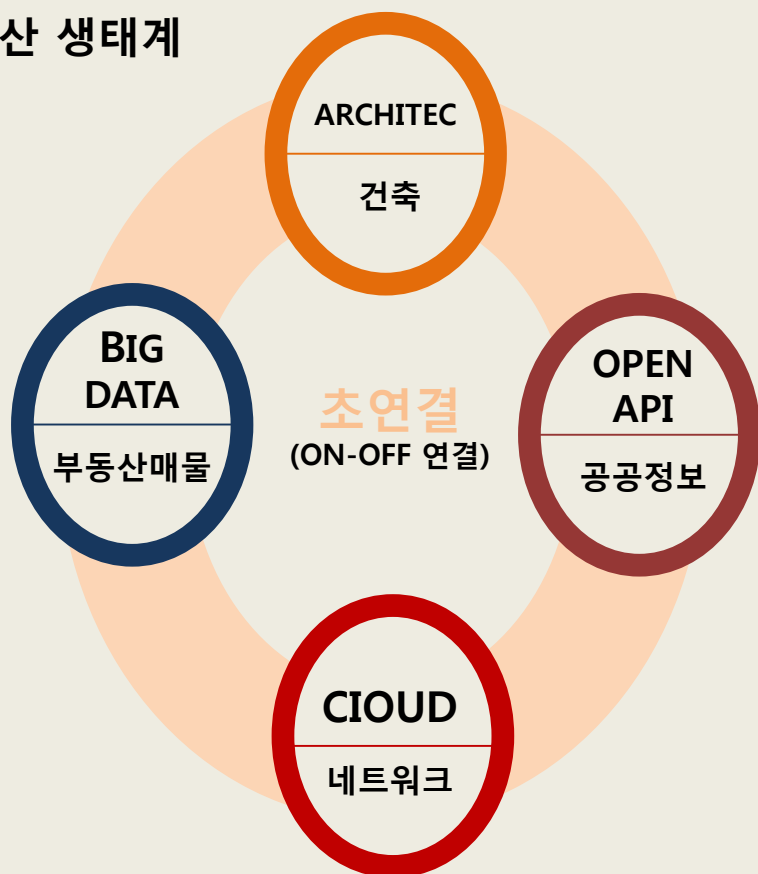 산 생태계
ARCHITEC
건축
BIG
DATA
부동산매물
초연결
(ON-OFF 연결)
OPEN
API
공공정보
CIOUD
네트워크